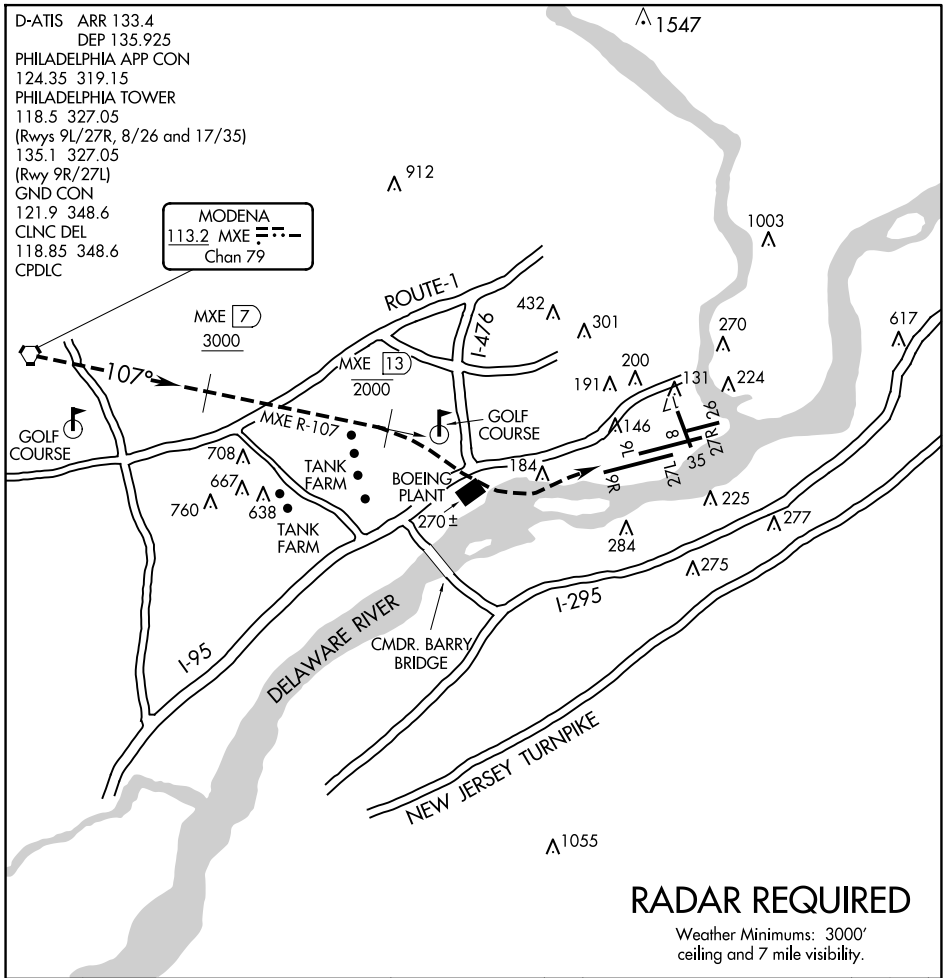 D-ATIS ARR 133.4
DEP 135.925
PHILADELPHIA APP CON
124.35 319.15
PHILADELPHIA TOWER
118.5 327.05
(Rwys 9L/27R, 8/26 and 17/35)
135.1 327.05
(Rwy 9R/27L)
GND CON
121.9 348.6
CLNC DEL
118.85 348.6
CPDLC
1547
912
1003
MODENA
113.2 MXE
Chan 79
ROUTE-1
I-476
432
301
270
617
MXE 7
3000
MXE 13
2000
107°
MXE R-107
191
200
131
224
146
17
8
26
9L
27R
35
9R
27L
GOLF
COURSE
GOLF
COURSE
708
667
760
638
TANK
FARM
TANK
FARM
BOEING
PLANT
270±
184
225
284
277
275
I-295
I-95
DELAWARE RIVER
CMDR. BARRY
BRIDGE
NEW JERSEY TURNPIKE
1055
RADAR REQUIRED
Weather Minimums: 3000'
ceiling and 7 mile visibility.